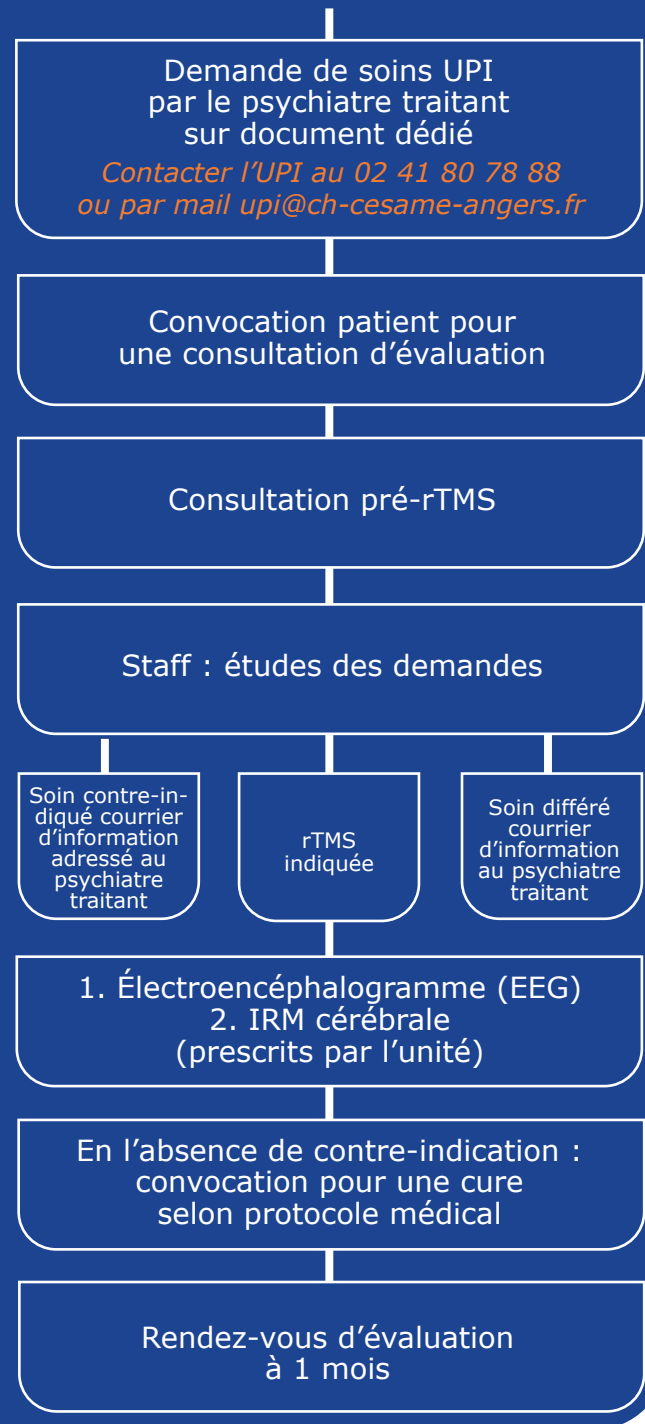 Demande de soins UPI
par le psychiatre traitant
sur document dédié
Contacter l'UPI au 02 41 80 78 88
ou par mail upi@ch-cesame-angers.fr
Convocation patient pour
une consultation d'évaluation
Consultation pré-rTMS
Staff : études des demandes
Soin contre-in-
diqué courrier
d'information
adressé au
psychiatre
traitant
rTMS
indiquée
Soin différé
courrier
d'information
au psychiatre
traitant
1. Électroencéphalogramme (EEG)
2. IRM cérébrale
(prescrits par l'unité)
En l'absence de contre-indication :
convocation pour une cure
selon protocole médical
Rendez-vous d'évaluation
à 1 mois